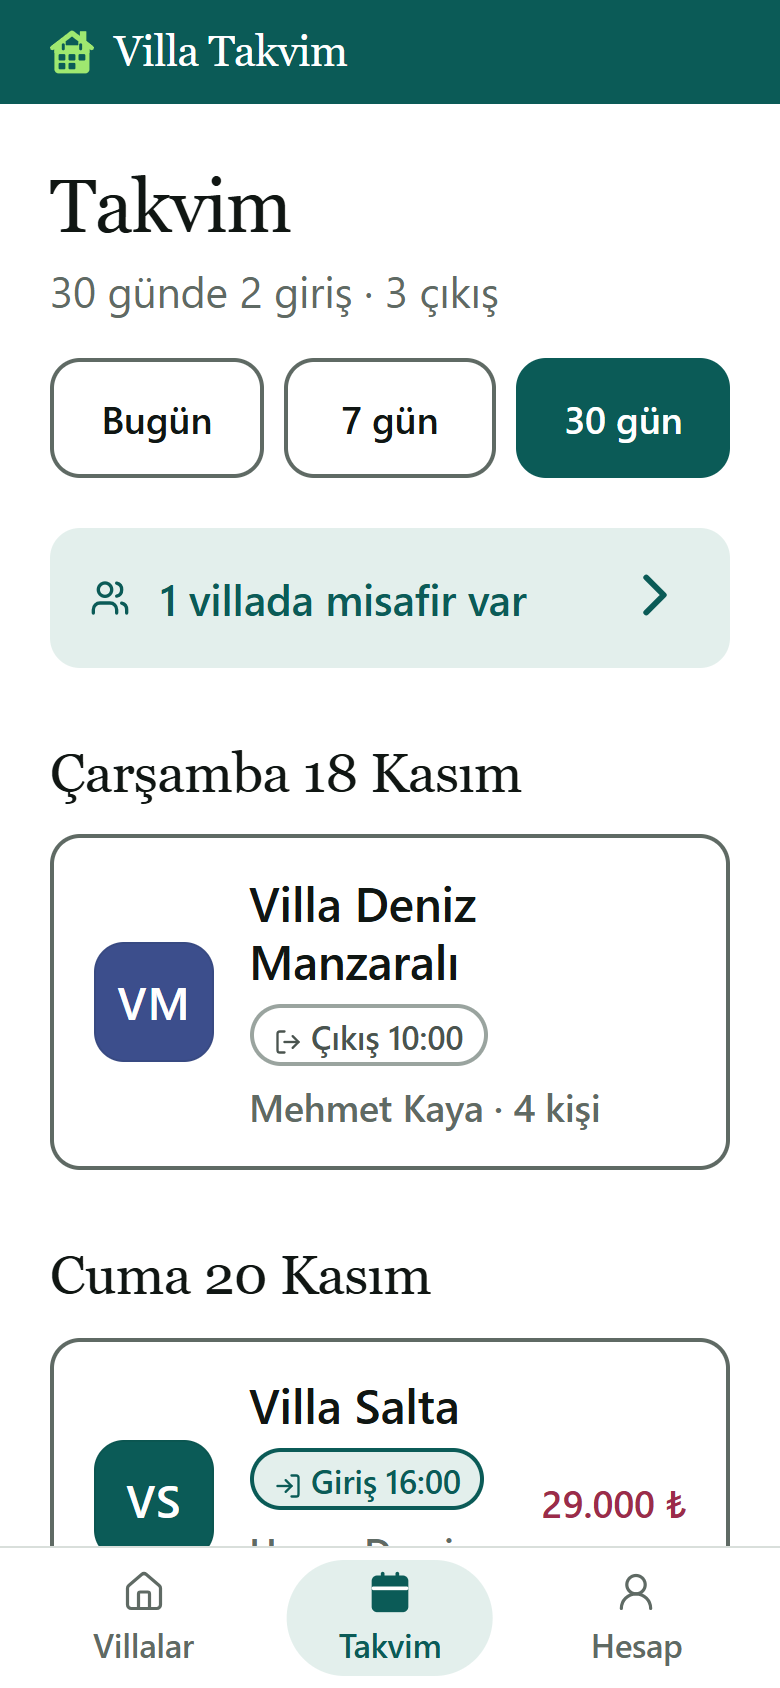 Villa Takvim
Takvim
30 günde 2 giriş · 3 çıkış
Bugün
7 gün
30 gün
1 villada misafir var
Çarşamba 18 Kasım
VM
Villa Deniz
Manzaralı
Çıkış 10:00
Mehmet Kaya · 4 kişi
Cuma 20 Kasım
VS
Villa Salta
Giriş 16:00
29.000 ₺
Villalar
Takvim
Hesap